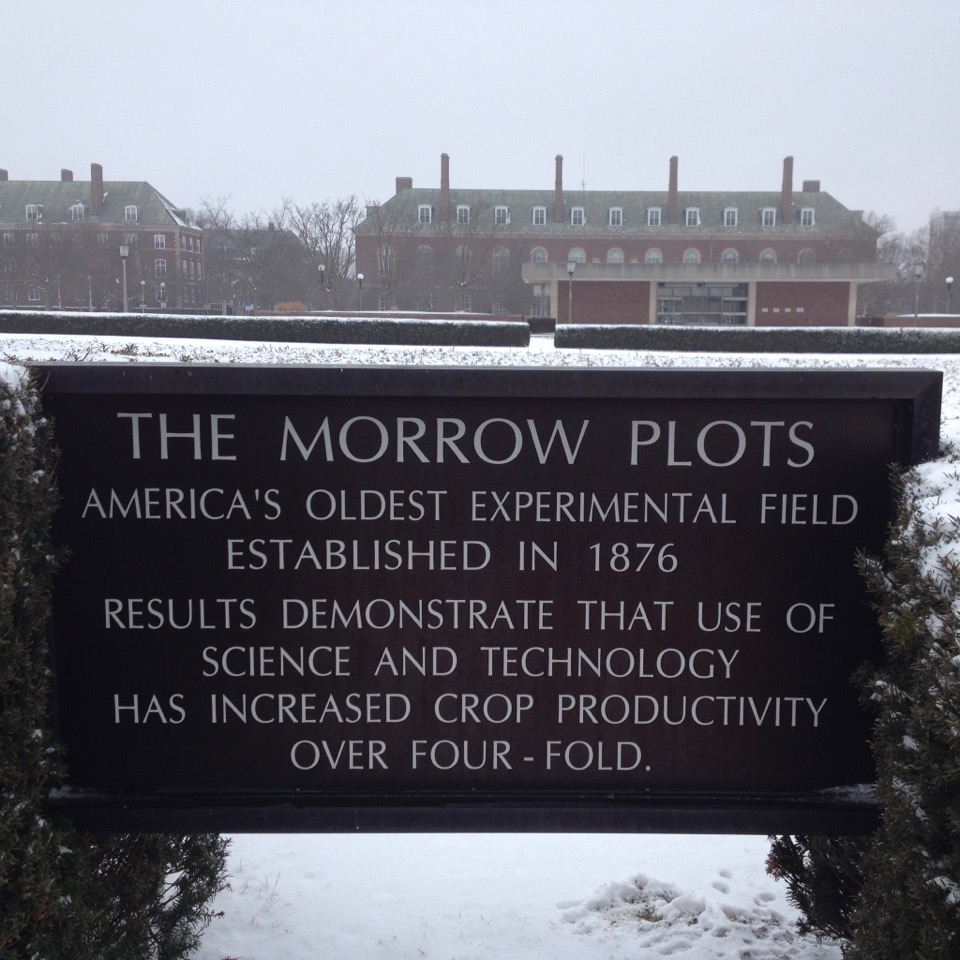 THE MORROW PLOTS
AMERICA'S OLDEST EXPERIMENTAL FIELD
ESTABLISHED IN 1876
RESULTS DEMONSTRATE THAT USE OF
SCIENCE AND TECHNOLOGY
HAS INCREASED CROP PRODUCTIVITY
OVER FOUR-FOLD.